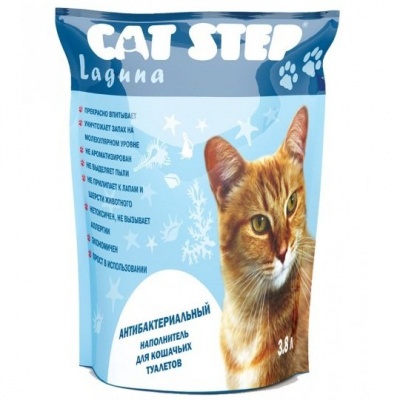 CAT STEP
Laguna
ПРЕКРАСНО ВПИТЫВАЕТ
УНИЧТОЖАЕТ ЗАПАХ НА
МОЛЕКУЛЯРНОМ УРОВНЕ
НЕ АРОМАТИЗИРОВАН
НЕ ВЫДЕЛЯЕТ ПЫЛИ
НЕ ПРИЛИПАЕТ К ЛАПАМ И
ШЕРСТИ ЖИВОТНОГО
НЕТОКСИЧЕН, НЕ ВЫЗЫВАЕТ
АЛЛЕРГИИ
ЭКОНОМИЧЕН
ПРОСТ В ИСПОЛЬЗОВАНИИ
АНТИБАКТЕРИАЛЬНЫЙ
НАПОЛНИТЕЛЬ
ДЛЯ КОШАЧЬИХ
ТУАЛЕТОВ
3.8 л